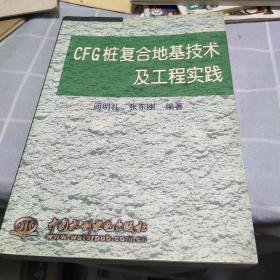 CFG桩复合地基技术
及工程实践
闫明礼 张东刚 编著
中国水利水电出版社
www.waterpub.com.cn